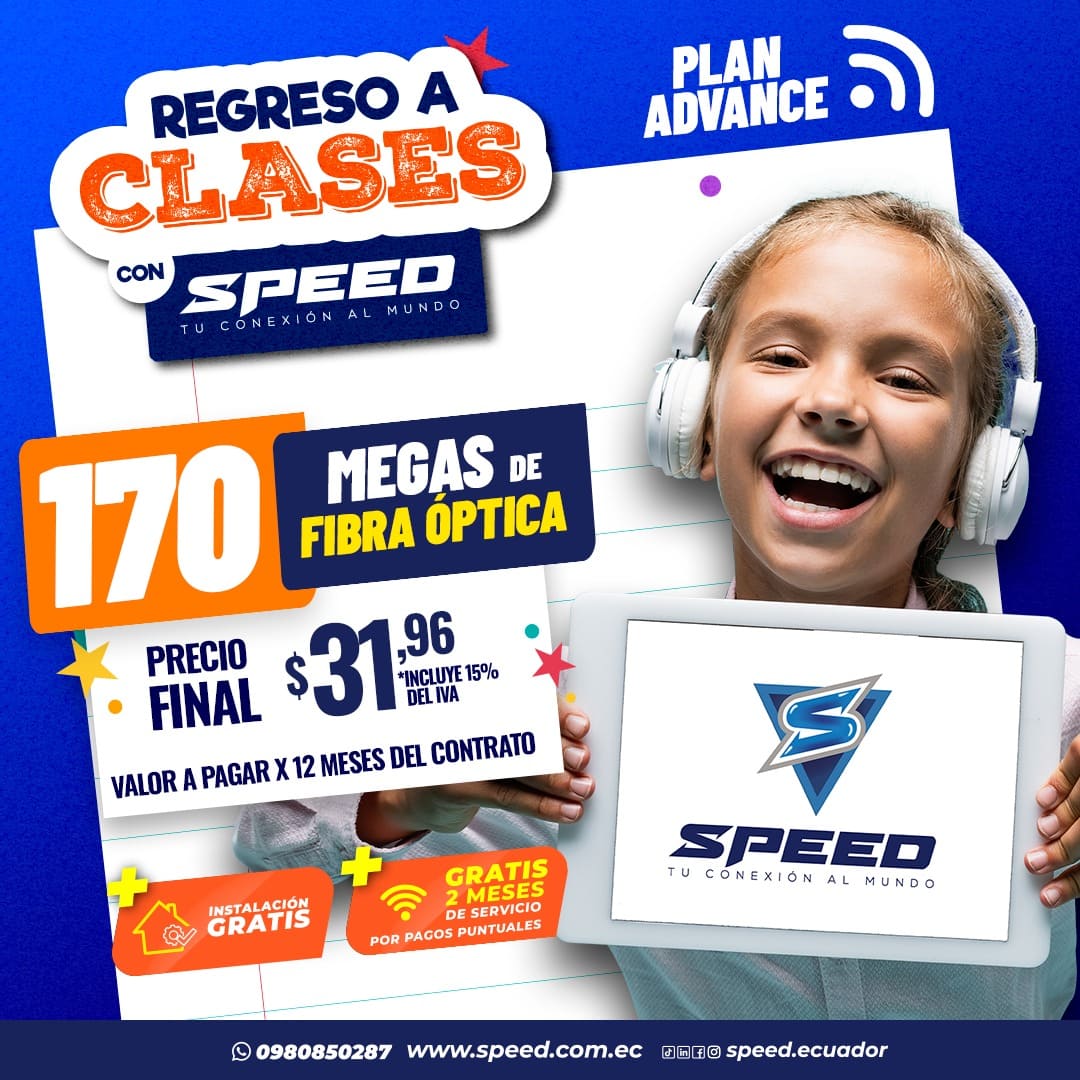 REGRESO A
CLASES
CON
SPEED
TU CONEXIÓN AL MUNDO
PLAN
ADVANCE
170
MEGAS DE
FIBRA ÓPTICA
PRECIO
FINAL
$31,96
*INCLUYE 15%
DEL IVA
VALOR A PAGAR X 12 MESES DEL CONTRATO
INSTALACIÓN
GRATIS
GRATIS
2 MESES
DE SERVICIO
POR PAGOS PUNTUALES
S
SPEED
TU CONEXIÓN AL MUNDO
0980850287 www.speed.com.ec speed.ecuador